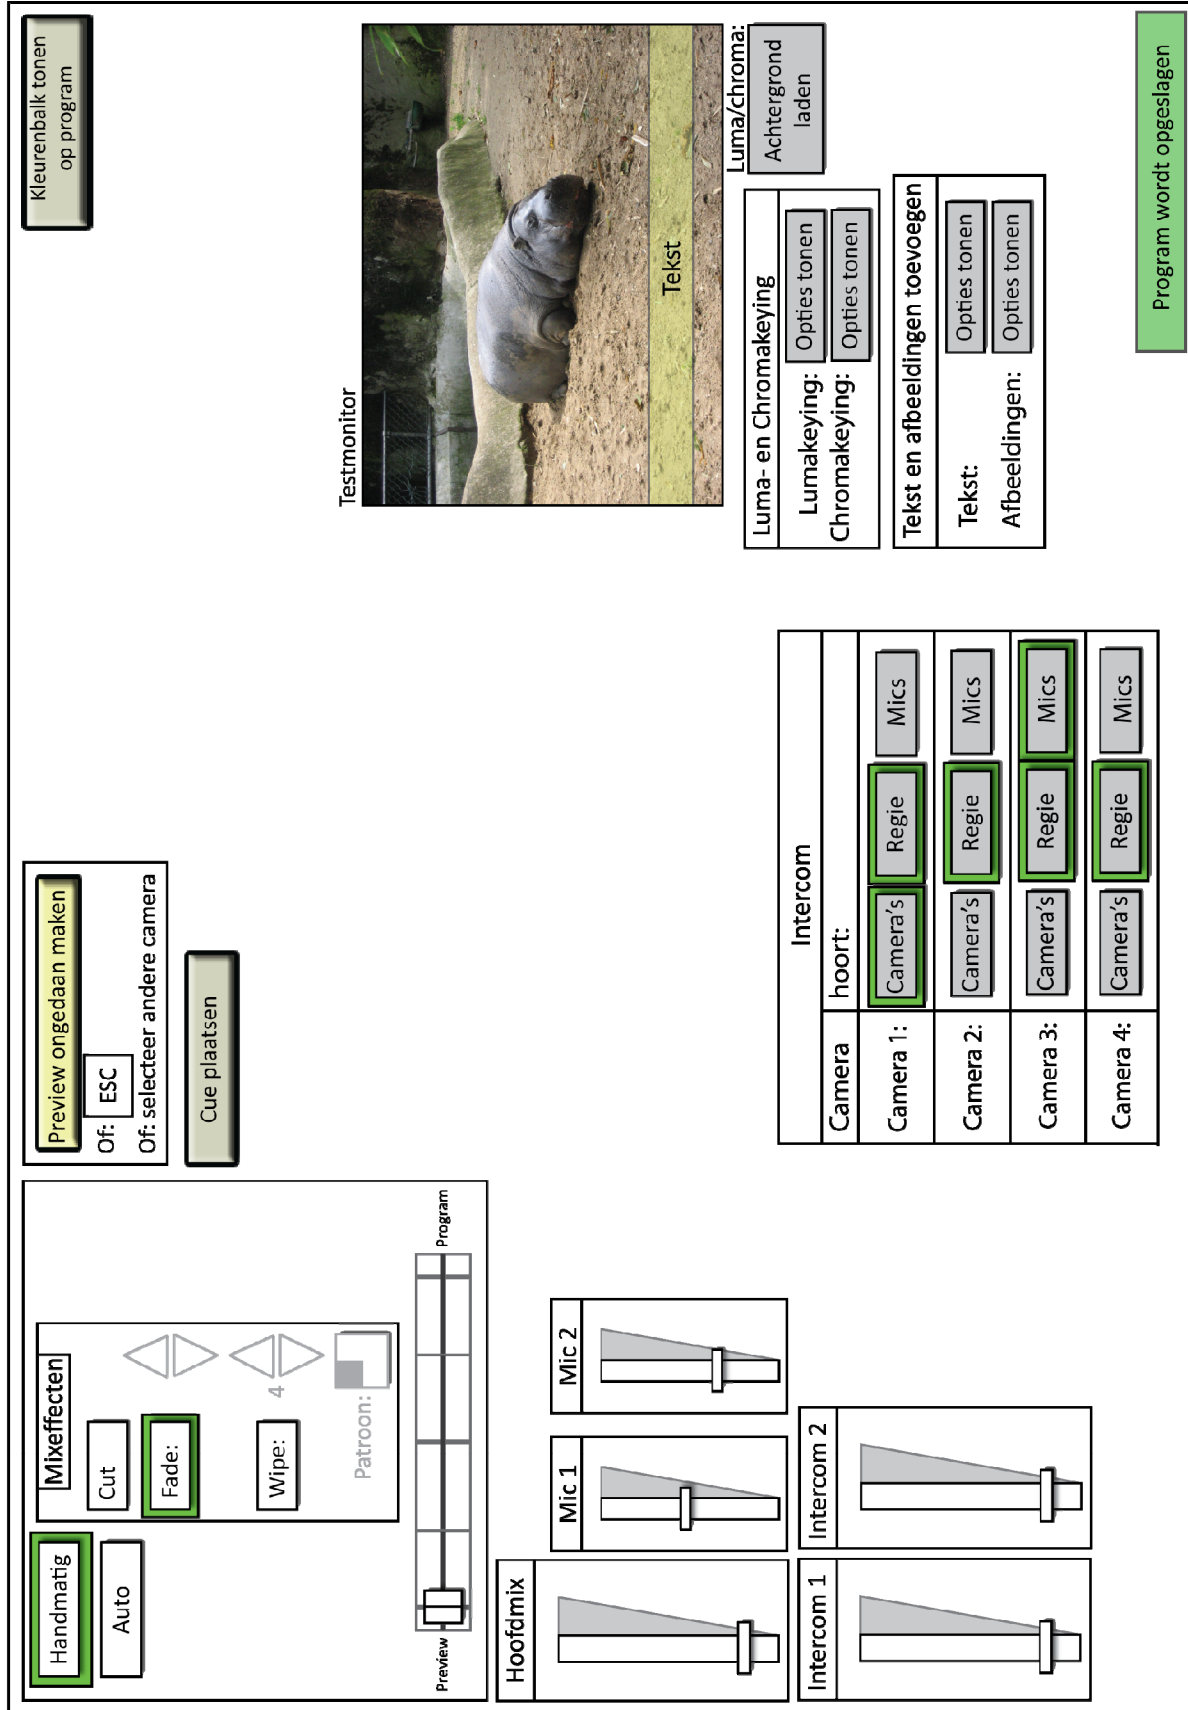 Handmatig
Auto
Mixeffecten
Cut
Fade:
Wipe:
4
Patroon:
Preview
Program
Preview ongedaan maken
Of: ESC
Of: selecteer andere camera
Cue plaatsen
Kleurenbalk tonen
op program
Testmonitor
Tekst
Luma/chroma:
Achtergrond
laden
Luma- en Chromakeying
Lumakeying: Opties tonen
Chromakeying: Opties tonen
Tekst en afbeeldingen toevoegen
Tekst: Opties tonen
Afbeeldingen: Opties tonen
Hoofdmix
Mic 1
Mic 2
Intercom 1
Intercom 2
Intercom
Camera hoort:
Camera 1: Camera's Regie Mics
Camera 2: Camera's Regie Mics
Camera 3: Camera's Regie Mics
Camera 4: Camera's Regie Mics
Program wordt opgeslagen